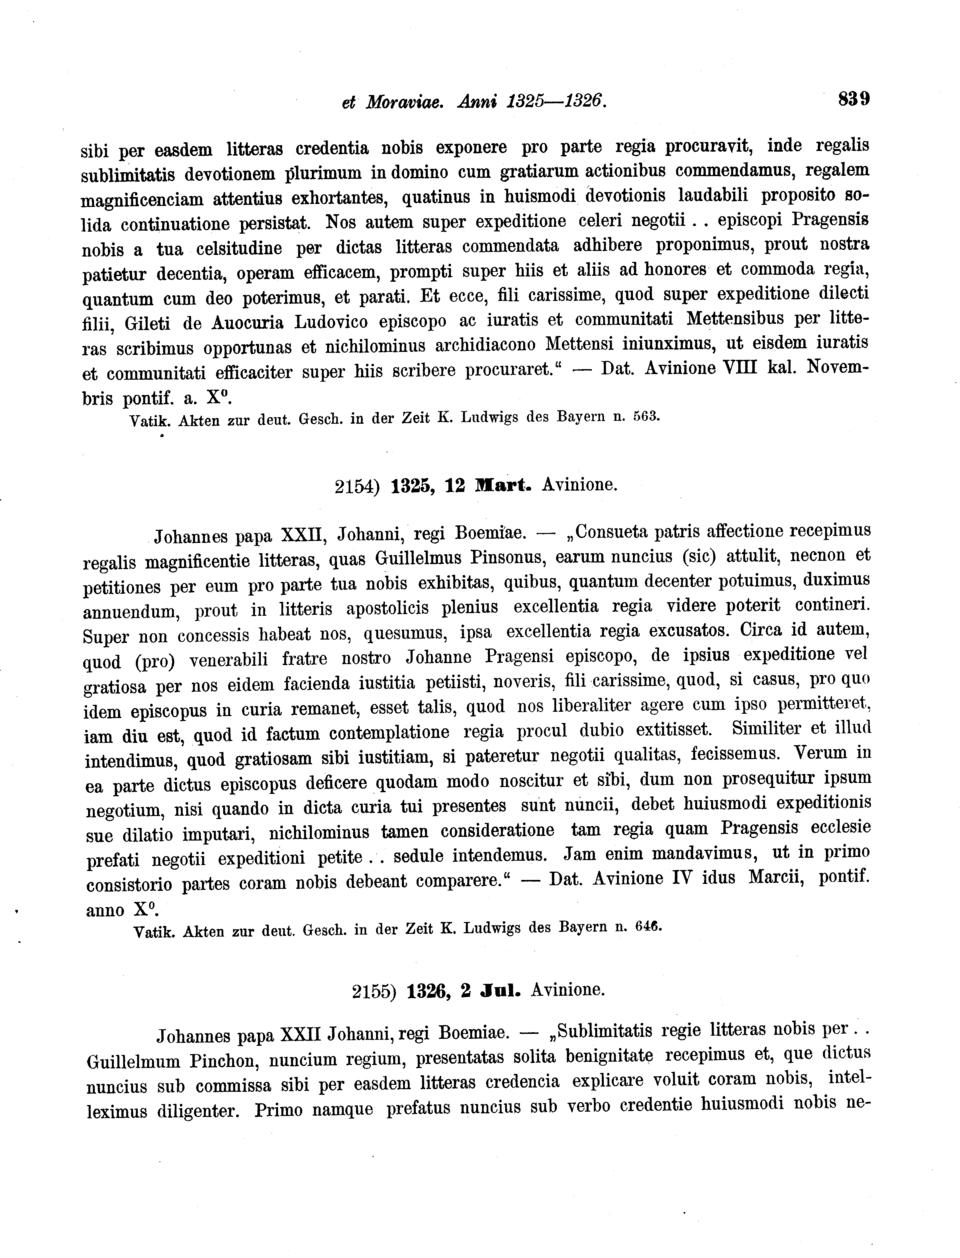 et Moraviae. Anni 1325—1326. 839
sibi per easdem litteras credentia nobis exponere pro parte regia procuravit, inde regalis
sublimitatis devotionem plurimum in domino cum gratiarum actionibus commendamus, regalem
magnificenciam attentius exhortantes, quatinus in huismodi devotionis laudabili proposito so-
lida continuatione persistat. Nos autem super expeditione celeri negotii . . episcopi Pragensis
nobis a tua celsitudine per dictas litteras commendata adhibere proponimus, prout nostra
patietur decentia, operam efficacem, prompti super hiis et aliis ad honores et commoda regia,
quantum cum deo poterimus, et parati. Et ecce, fili carissime, quod super expeditione dilecti
filii, Gileti de Auocuria Ludovico episcopo ac iuratis et communitati Mettensibus per litte-
ras scribimus opportunas et nichilominus archidiacono Mettensi iniunximus, ut eisdem iuratis
et communitati efficaciter super hiis scribere procuraret.“ — Dat. Avinione VIII kal. Novem-
bris pontif. a. X⁰.
Vatik. Akten zur deut. Gesch. in der Zeit K. Ludwigs des Bayern n. 563.
2154) 1325, 12 Mart. Avinione.
Johannes papa XXII, Johanni, regi Boemiae. — „Consueta patris affectione recepimus
regalis magnificentie litteras, quas Guillelmus Pinsonus, earum nuncius (sic) attulit, necnon et
petitiones per eum pro parte tua nobis exhibitas, quibus, quantum decenter potuimus, duximus
annuendum, prout in litteris apostolicis plenius excellentia regia videre poterit contineri.
Super non concessis habeat nos, quesumus, ipsa excellentia regia excusatos. Circa id autem,
quod (pro) venerabili fratre nostro Johanne Pragensi episcopo, de ipsius expeditione vel
gratiosa per nos eidem facienda iustitia petiisti, noveris, fili carissime, quod, si casus, pro quo
idem episcopus in curia remanet, esset talis, quod nos liberaliter agere cum ipso permitteret,
iam diu est, quod id factum contemplatione regia procul dubio extitisset. Similiter et illud
intendimus, quod gratiosam sibi iustitiam, si pateretur negotii qualitas, fecissemus. Verum in
ea parte dictus episcopus deficere quodam modo noscitur et sibi, dum non prosequitur ipsum
negotium, nisi quando in dicta curia tui presentes sunt nuncii, debet huiusmodi expeditionis
sue dilatio imputari, nichilominus tamen consideratione tam regia quam Pragensis ecclesie
prefati negotii expeditioni petite . . sedule intendemus. Jam enim mandavimus, ut in primo
consistorio partes coram nobis debeant comparere.“ — Dat. Avinione IV idus Marcii, pontif.
anno X⁰.
Vatik. Akten zur deut. Gesch. in der Zeit K. Ludwigs des Bayern n. 646.
2155) 1326, 2 Jul. Avinione.
Johannes papa XXII Johanni, regi Boemiae. — „Sublimitatis regie litteras nobis per . .
Guillelmum Pinchon, nuncium regium, presentatas solita benignitate recepimus et, que dictus
nuncius sub commissa sibi per easdem litteras credencia explicare voluit coram nobis, intel-
leximus diligenter. Primo namque prefatus nuncius sub verbo credentie huiusmodi nobis ne-